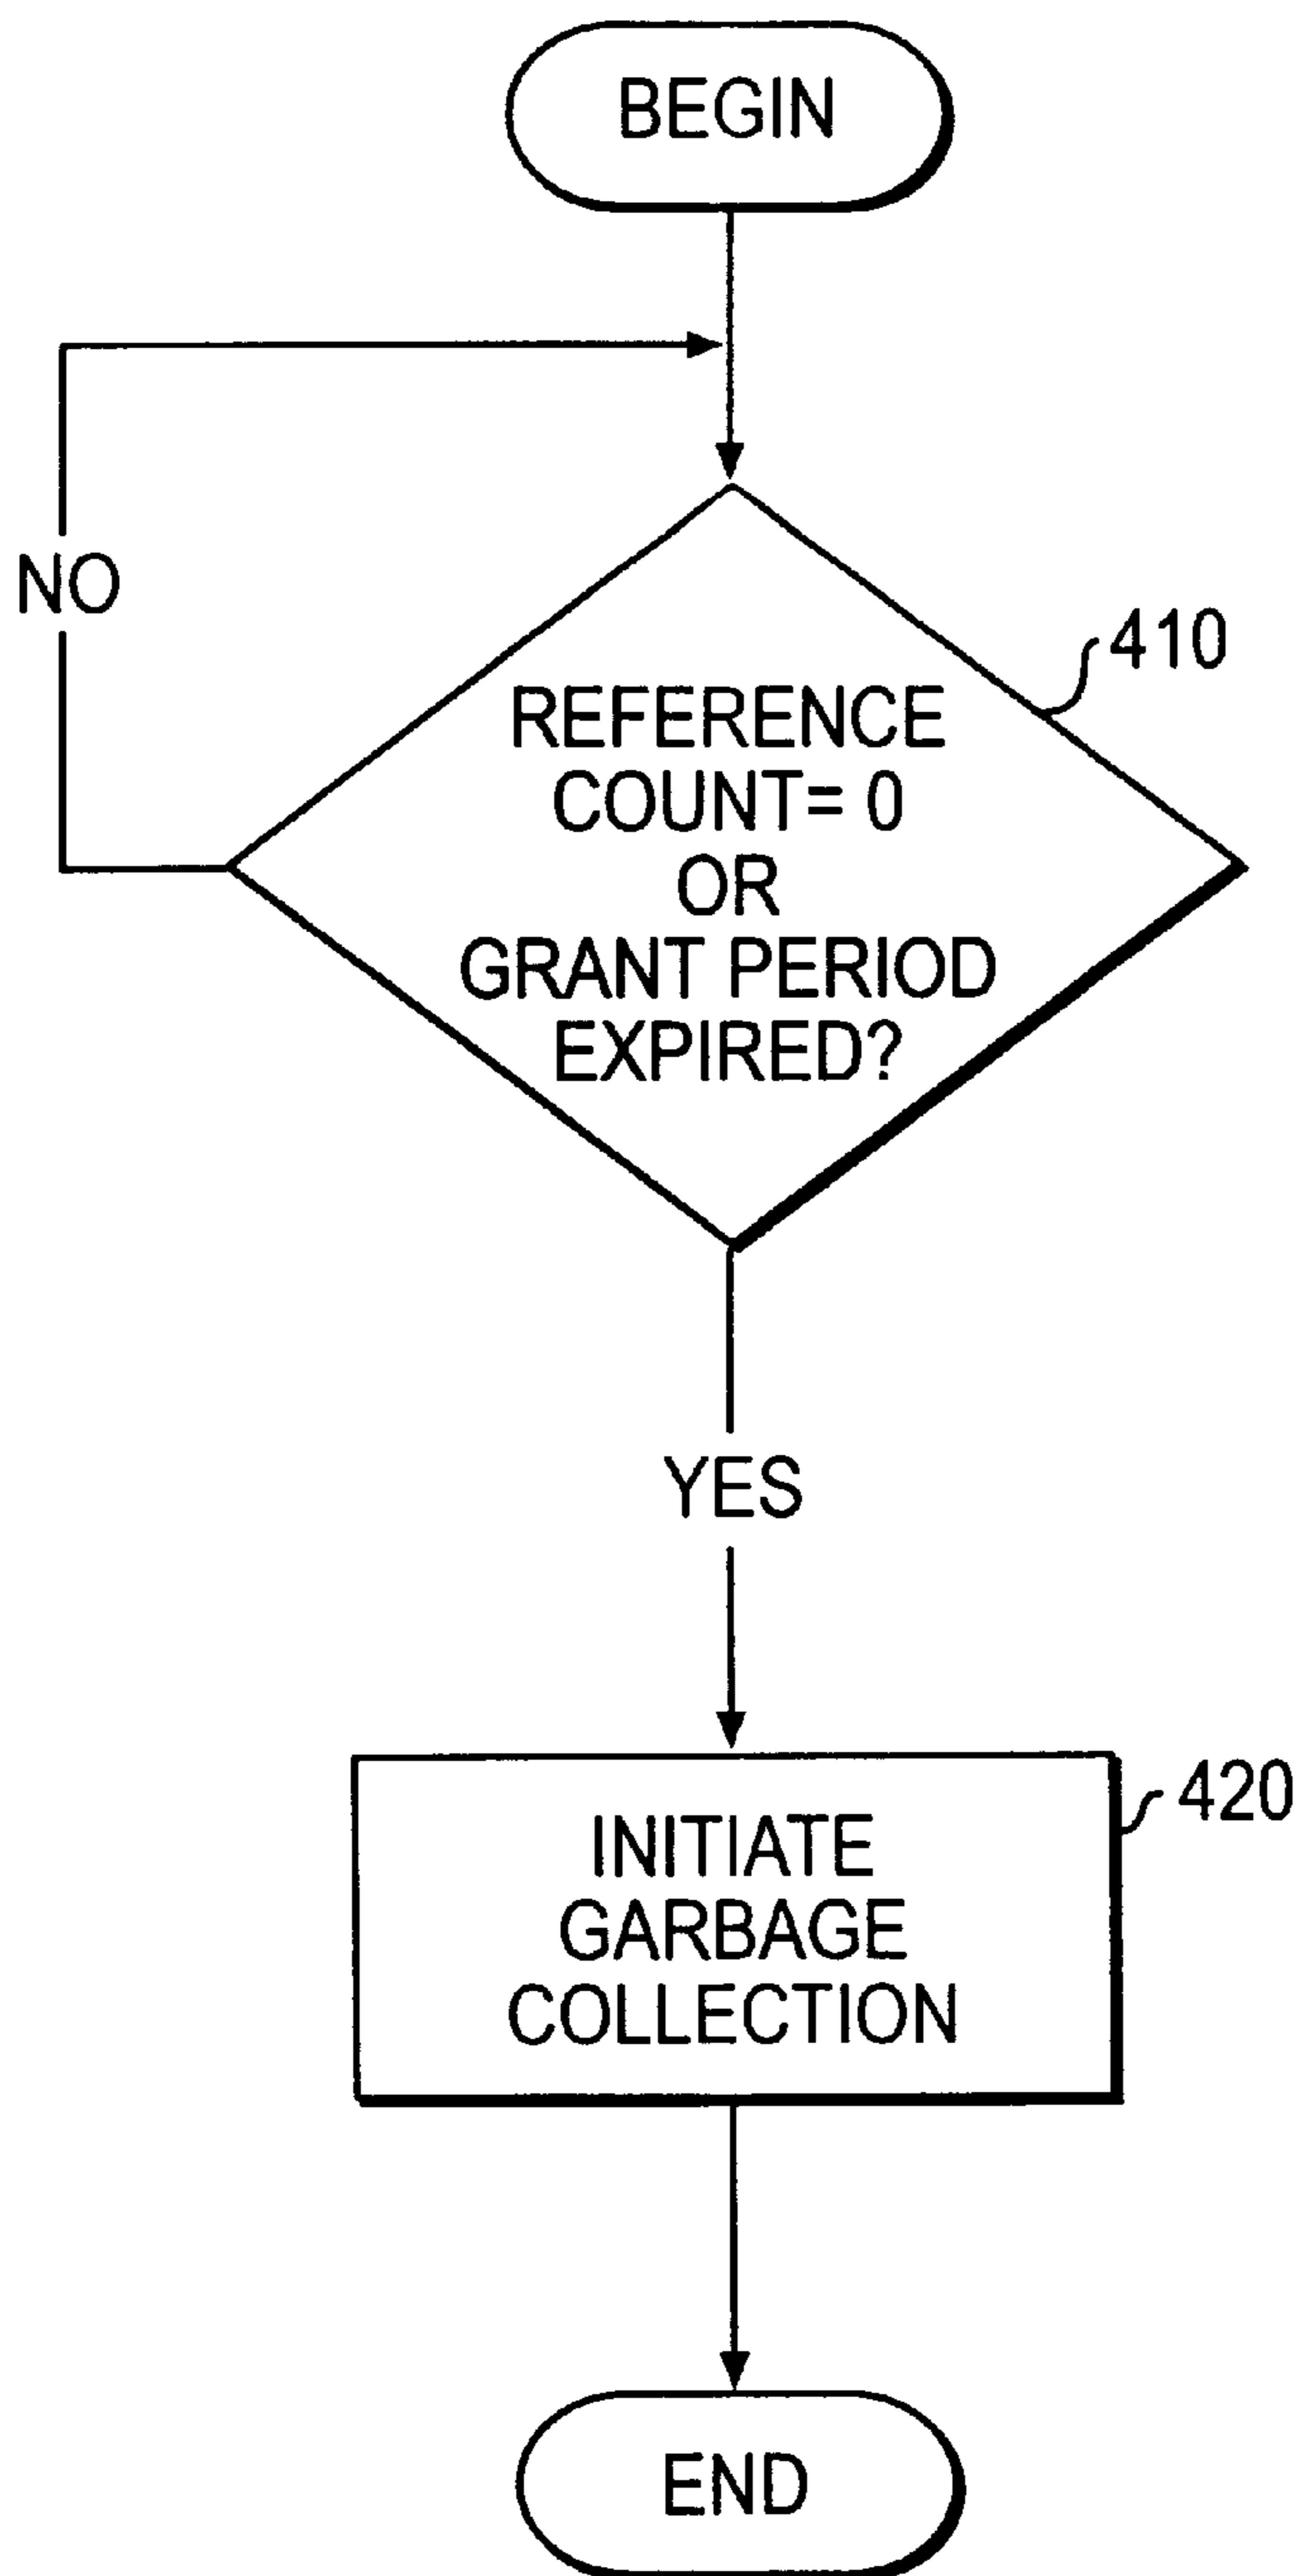 BEGIN
NO
410
REFERENCE
COUNT= 0
OR
GRANT PERIOD
EXPIRED?
YES
420
INITIATE
GARBAGE
COLLECTION
END